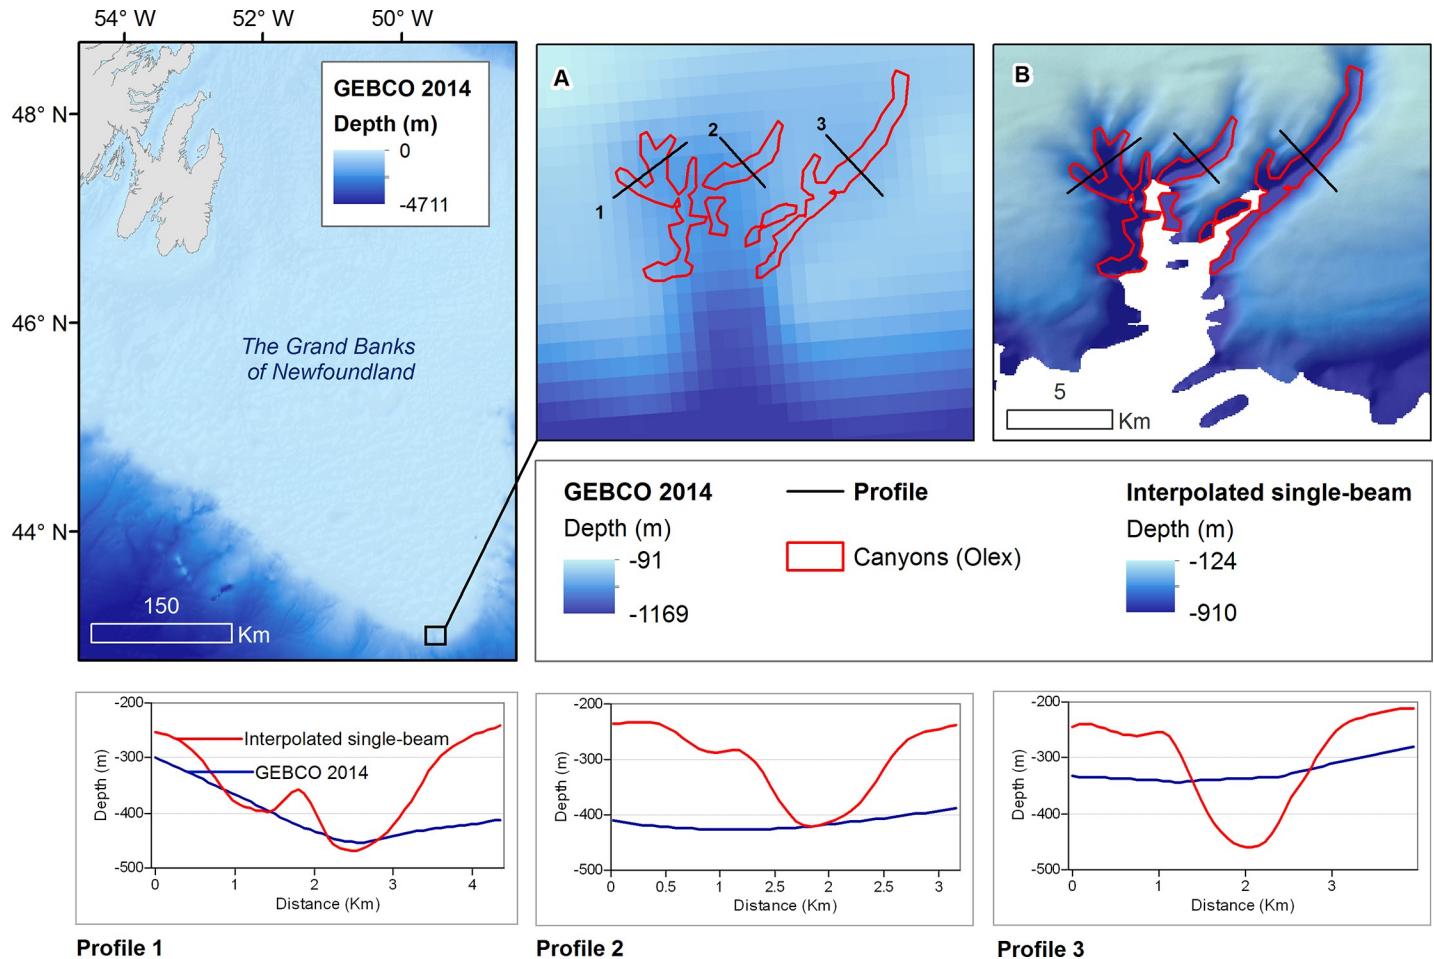 54° W 52° W 50° W
48° N
46° N
44° N
GEBCO 2014
Depth (m)
0
-4711
The Grand Banks
of Newfoundland
150
Km
A
1
2
3
B
5
Km
GEBCO 2014
Depth (m)
-91
-1169
Profile
Canyons (Olex)
Interpolated single-beam
Depth (m)
-124
-910
-200
-300
-400
-500
Depth (m)
Interpolated single-beam
GEBCO 2014
0 1 2 3 4
Distance (Km)
Profile 1
-200
-300
-400
-500
Depth (m)
0 0.5 1 2.5 2 2.5 3
Distance (Km)
Profile 2
-200
-300
-400
-500
Depth (m)
0 1 2 3
Distance (Km)
Profile 3